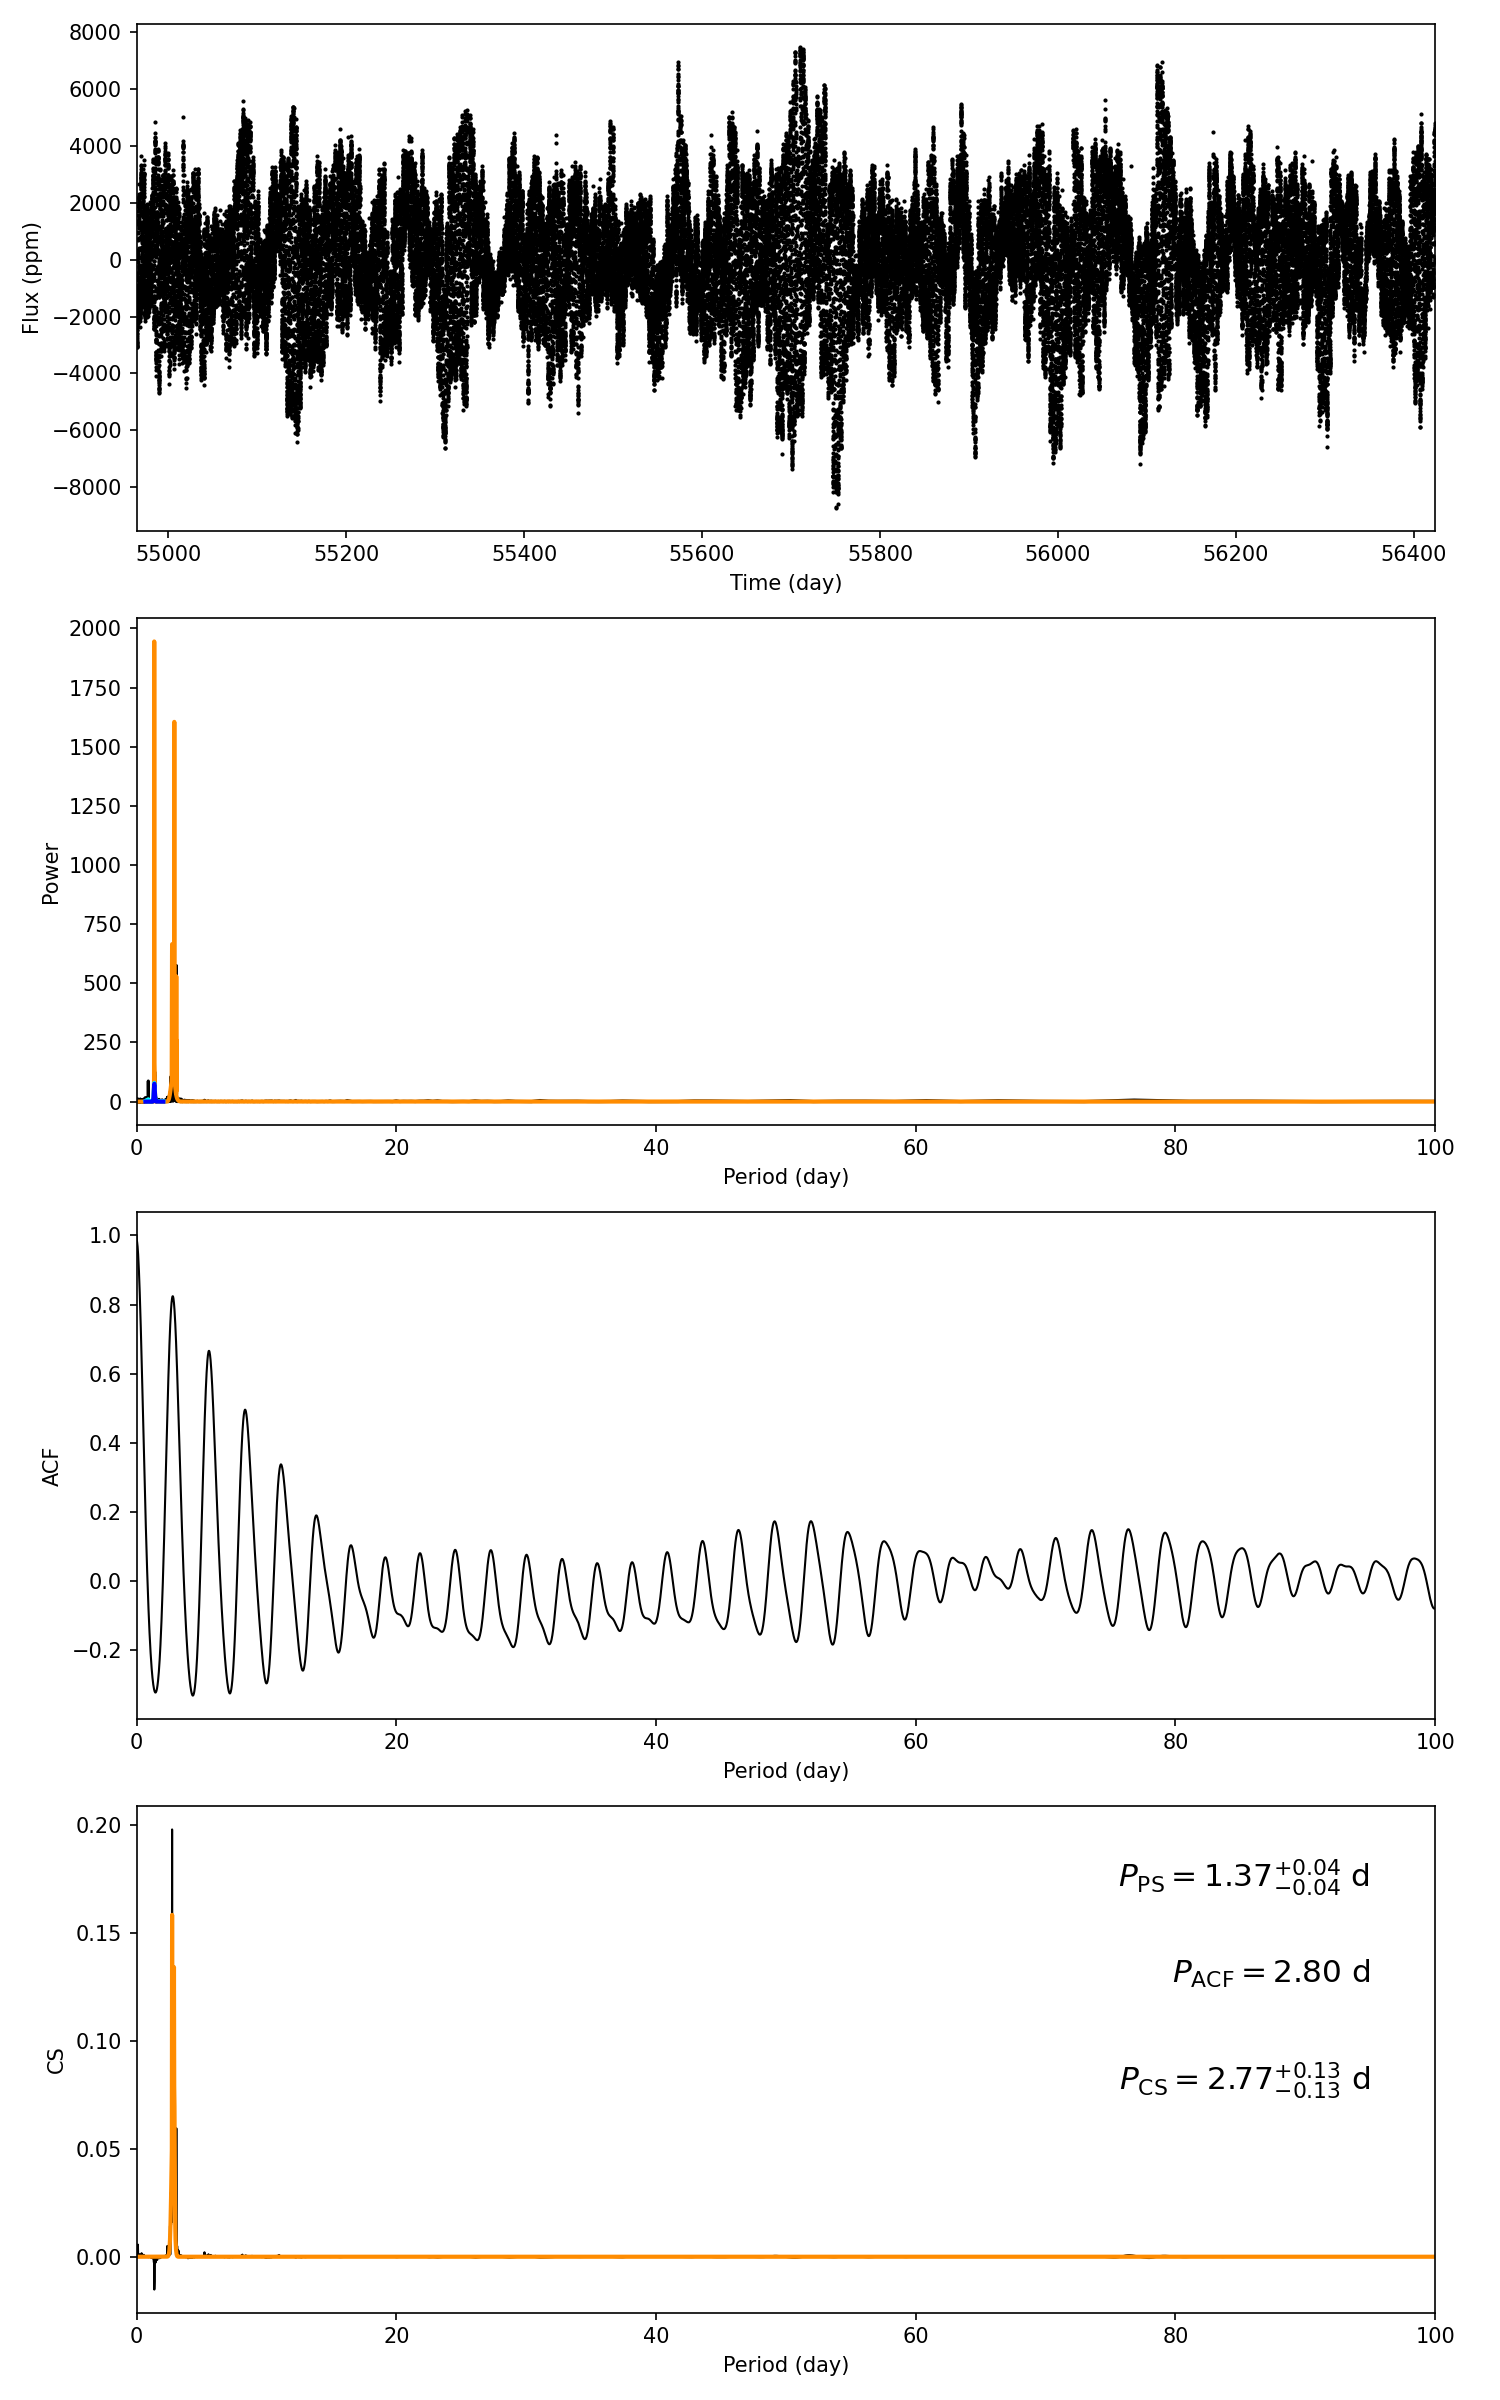 8000
6000
4000
2000
0
−2000
−4000
−6000
−8000
Flux (ppm)
55000 55200 55400 55600 55800 56000 56200 56400
Time (day)
2000
1750
1500
1250
1000
750
500
250
0
Power
0 20 40 60 80 100
Period (day)
1.0
0.8
0.6
0.4
0.2
0.0
−0.2
ACF
0 20 40 60 80 100
Period (day)
0.20
0.15
0.10
0.05
0.00
CS
P_PS = 1.37^{+0.04}_{−0.04} d
P_ACF = 2.80 d
P_CS = 2.77^{+0.13}_{−0.13} d
0 20 40 60 80 100
Period (day)